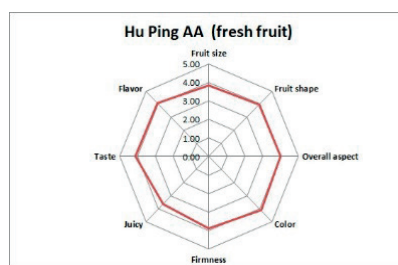 Hu Ping AA (fresh fruit)
Fruit size
5.00
4.00
3.00
2.00
1.00
0.00
Flavor
Fruit shape
Taste
Overall aspect
Juicy
Color
Firmness